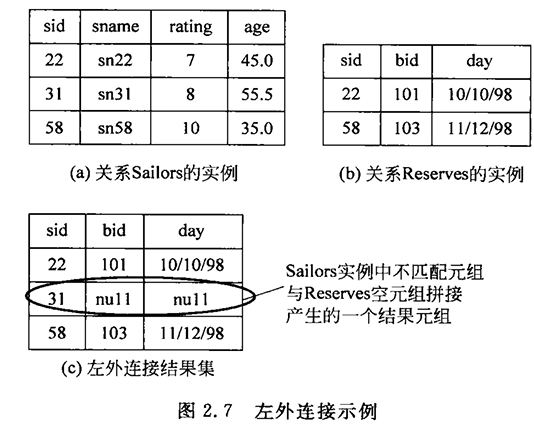 sid sname rating age
22 sn22 7 45.0
31 sn31 8 55.5
58 sn58 10 35.0
(a) 关系Sailors的实例
sid bid day
22 101 10/10/98
58 103 11/12/98
(b) 关系Reserves的实例
sid bid day
22 101 10/10/98
31 nu11 nu11
58 103 11/12/98
(c) 左外连接结果集
Sailors实例中不匹配元组
与Reserves空元组拼接
产生的一个结果元组
图 2.7 左外连接示例